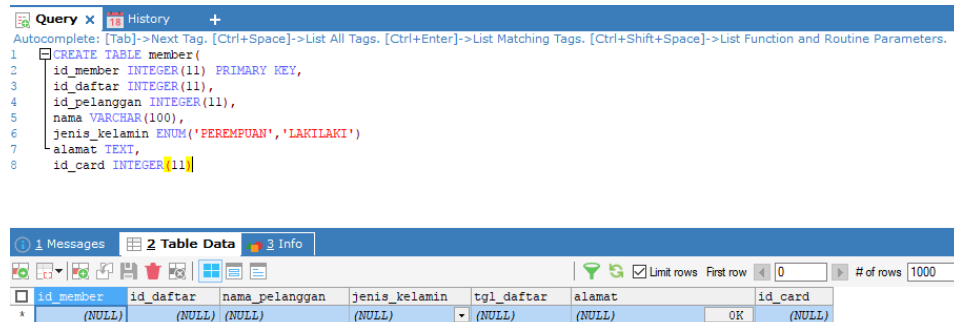 Query x History +
Autocomplete: [Tab]->Next Tag. [Ctrl+Space]->List All Tags. [Ctrl+Enter]->List Matching Tags. [Ctrl+Shift+Space]->List Function and Routine Parameters.
1 CREATE TABLE member(
2 id_member INTEGER(11) PRIMARY KEY,
3 id_daftar INTEGER(11),
4 id_pelanggan INTEGER(11),
5 nama VARCHAR(100),
6 jenis_kelamin ENUM('PEREMPUAN','LAKILAKI')
7 alamat TEXT,
8 id_card INTEGER(11)
1 Messages 2 Table Data 3 Info
Limit rows First row 0 # of rows 1000
id_member id_daftar nama_pelanggan jenis_kelamin tgl_daftar alamat id_card
* (NULL) (NULL) (NULL) (NULL) (NULL) (NULL) 0K (NULL)